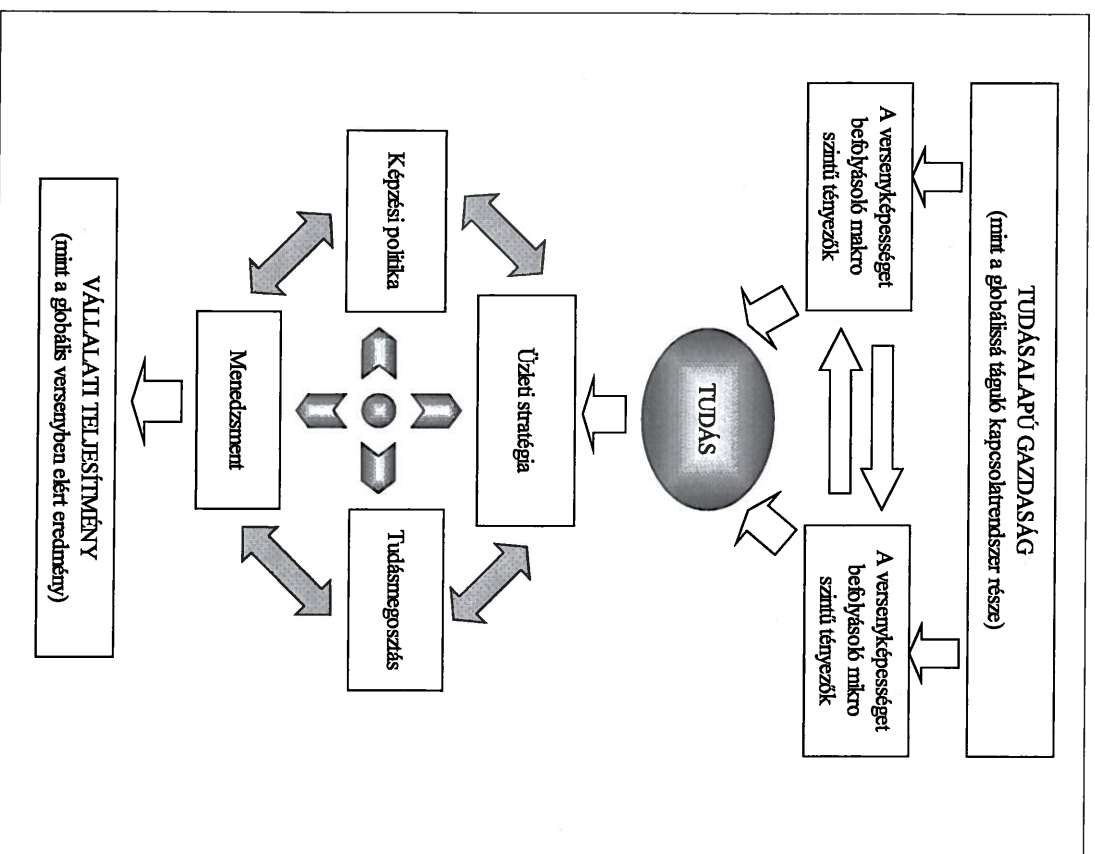 TUDÁSALAPÚ GAZDASÁG
(mint a globálissá táguló kapcsolatrendszer része)
A versenyképességet
befolyásoló makro
szintű tényezők
A versenyképességet
befolyásoló mikro
szintű tényezők
TUDÁS
Üzleti stratégia
Képzési politika
Tudásmegosztás
Menedzsment
VÁLLALATI TELJESÍTMÉNY
(mint a globális versenyben elért eredmény)